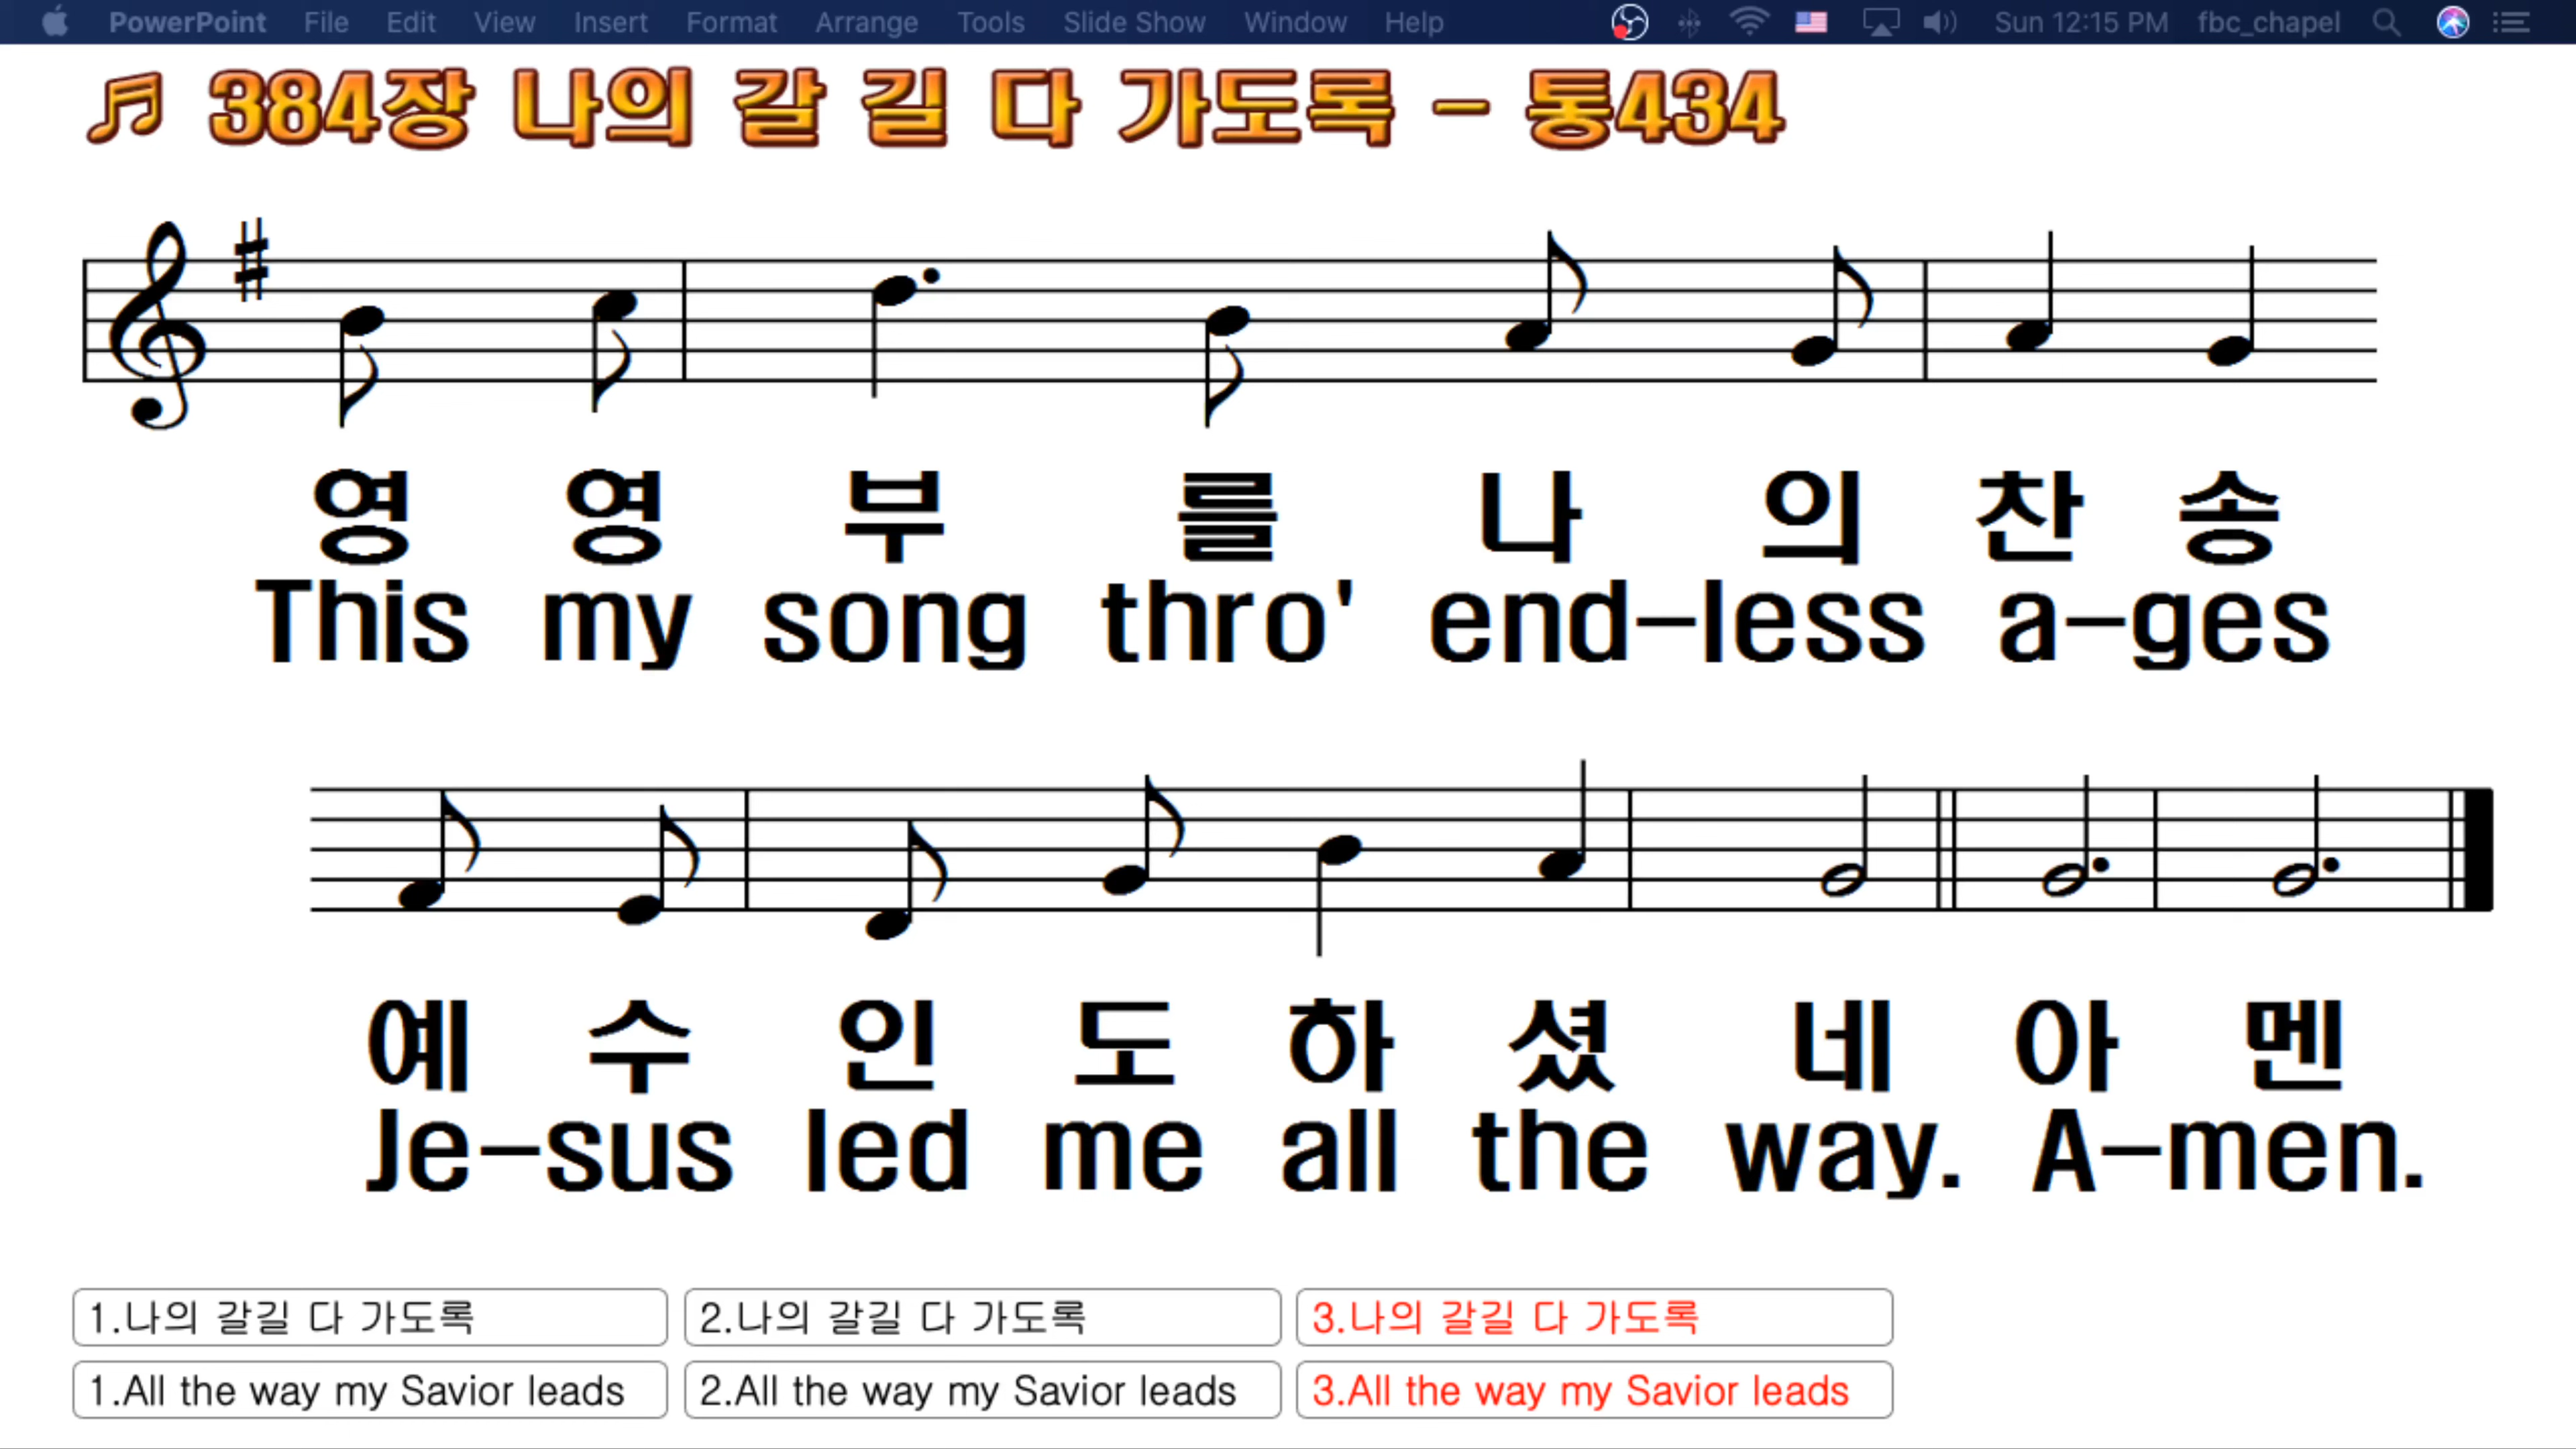 PowerPoint File Edit View Insert Format Arrange Tools Slide Show Window Help Sun 12:15 PM fbc_chapel
384장 나의 갈 길 다 가도록 - 통434
영 영 부 를 나 의 찬 송
This my song thro' end-less a-ges
예 수 인 도 하 셨 네 아 멘
Je-sus led me all the way. A-men.
1.나의 갈길 다 가도록 2.나의 갈길 다 가도록 3.나의 갈길 다 가도록
1.All the way my Savior leads 2.All the way my Savior leads 3.All the way my Savior leads